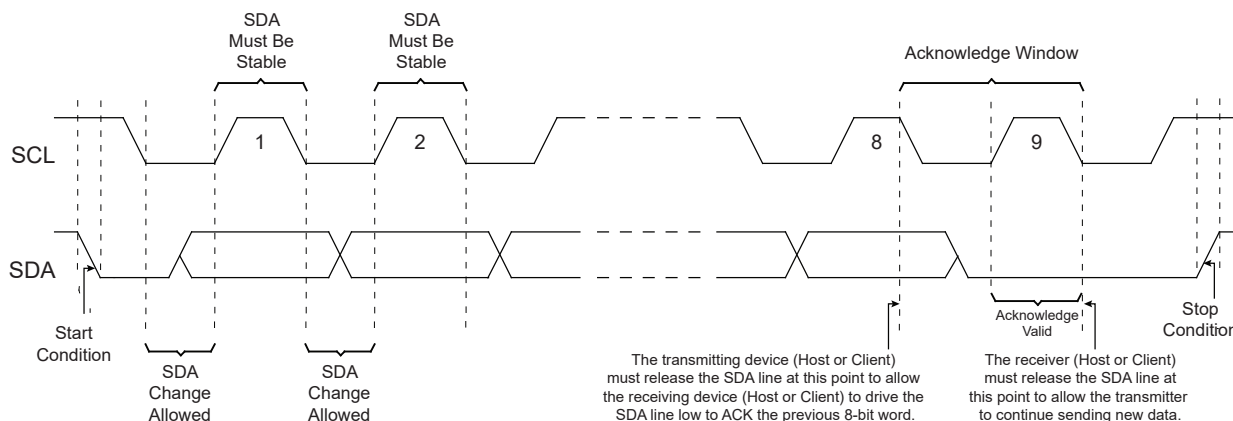 SDA
Must Be
Stable
SDA
Must Be
Stable
Acknowledge Window
SCL
1
2
8
9
SDA
Start
Condition
SDA
Change
Allowed
SDA
Change
Allowed
Acknowledge
Valid
Stop
Condition
The transmitting device (Host or Client)
must release the SDA line at this point to allow
the receiving device (Host or Client) to drive the
SDA line low to ACK the previous 8-bit word.
The receiver (Host or Client)
must release the SDA line at
this point to allow the transmitter
to continue sending new data.